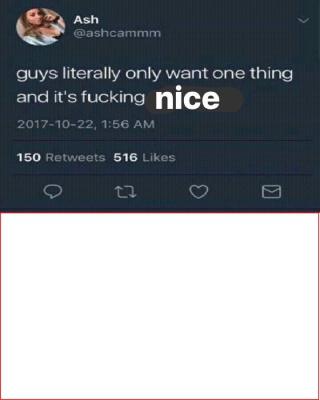 Ash
@ashcammm
guys literally only want one thing
and it's fucking nice
2017-10-22, 1:56 AM
150 Retweets 516 Likes